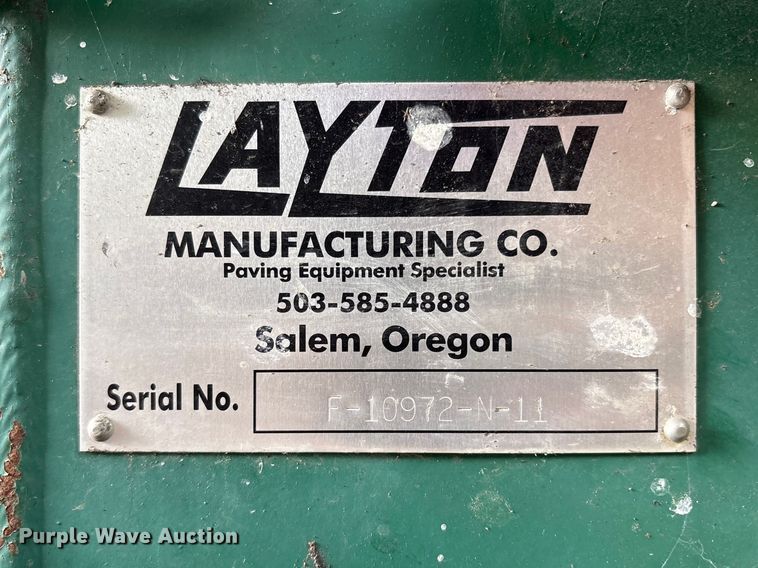 LAYTON
MANUFACTURING CO.
Paving Equipment Specialist
503-585-4888
Salem, Oregon
Serial No. F-10972-N-11
Purple Wave Auction®